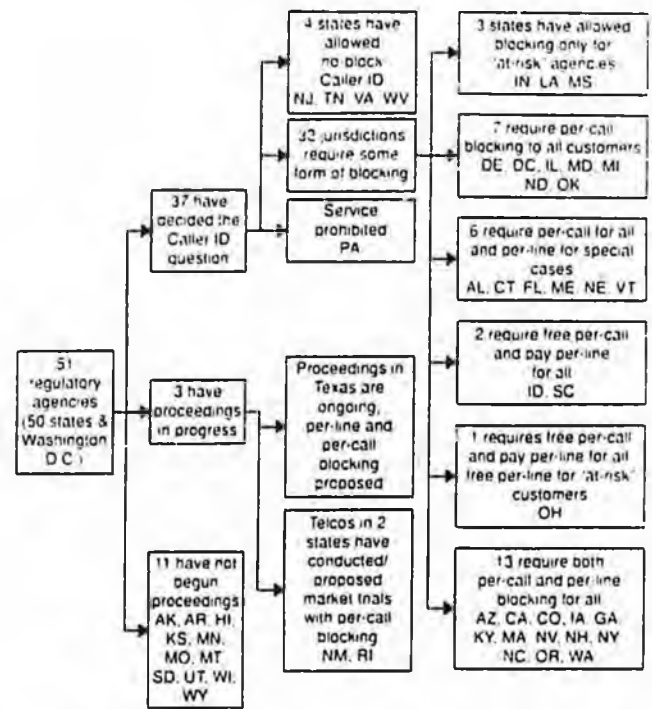 51
regulatory
agencies
(50 states &
Washington
D.C.)
37 have
decided the
Caller ID
question
3 have
proceedings
in progress
11 have not
begun
proceedings
AK, AR, HI,
KS, MN,
MO, MT
SD, UT, WI,
WY
4 states have
allowed
no-block
Caller ID
NJ, TN, VA, WV
32 jurisdictions
require some
form of blocking
Service
prohibited
PA
Proceedings in
Texas are
ongoing,
per-line and
per-call
blocking
proposed
Telcos in 2
states have
conducted/
proposed
market trials
with per-call
blocking
NM, RI
3 states have allowed
blocking only for
'at-risk' agencies
IN, LA, MS
7 require per-call
blocking to all customers
DE, DC, IL, MD, MI
ND, OK
6 require per-call for all
and per-line for special
cases
AL, CT, FL, ME, NE, VT
2 require free per-call
and pay per-line
for all
ID, SC
1 requires free per-call
and pay per-line for all
free per-line for 'at-risk'
customers
OH
13 require both
per-call and per-line
blocking for all
AZ, CA, CO, IA, GA,
KY, MA, NV, NH, NY
NC, OR, WA